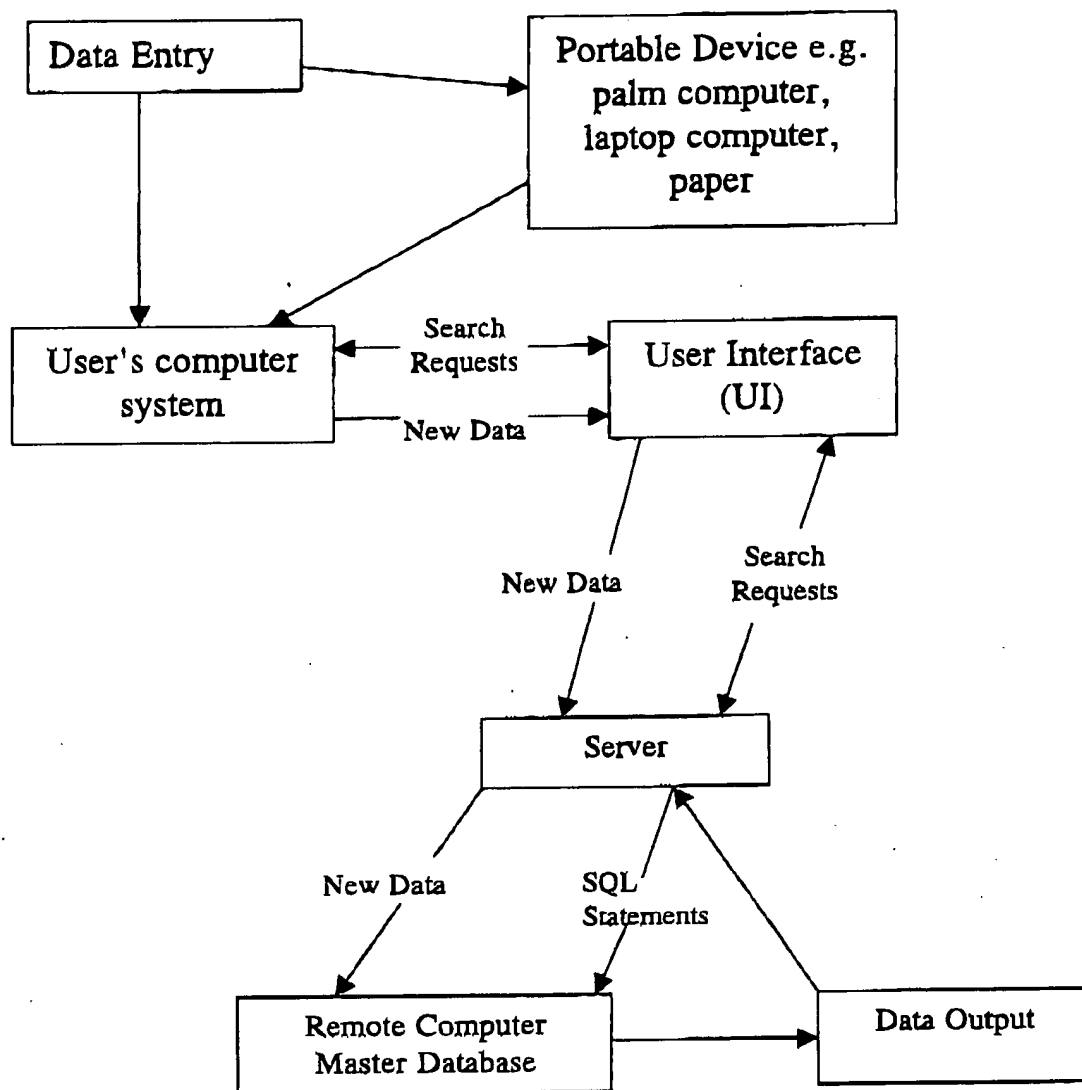 Data Entry
Portable Device e.g.
palm computer,
laptop computer,
paper
User's computer
system
Search
Requests
New Data
User Interface
(UI)
New Data
Search
Requests
Server
New Data
SQL
Statements
Remote Computer
Master Database
Data Output